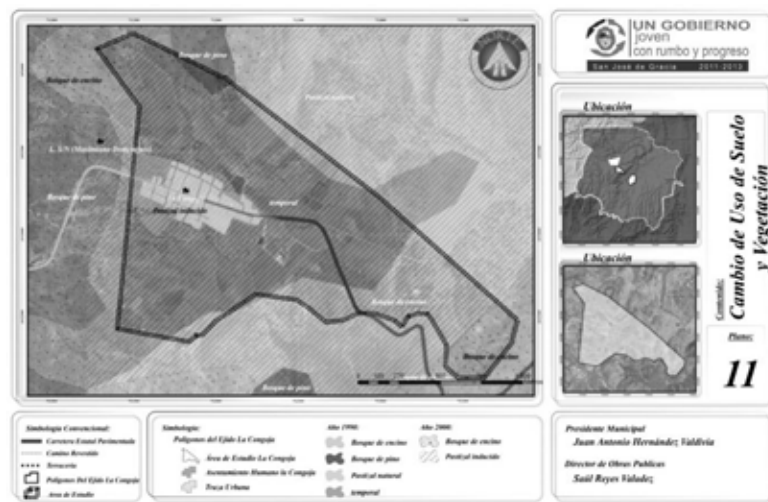 NORTE
Bosque de pino
Bosque de encino
Pastizal natural
Bosque de pino
temporal
Pastizal inducido
Bosque de encino
Bosque de encino
Bosque de pino
UN GOBIERNO
joven
con rumbo y progreso
San José de Gracia 2011-2013
Ubicación
Ubicación
Contenido:
Cambio de Uso de Suelo
y Vegetación
Plano:
11
Simbología Convencional:
Carretera Estatal Pavimentada
Camino Revestido
Terracería
Polígonos Del Ejido La Congoja
Área de Estudio
Simbología:
Polígonos del Ejido La Congoja
Área de Estudio La Congoja
Asentamiento Humano la Congoja
Traza Urbana
Año 1990:
Bosque de encino
Bosque de pino
Pastizal natural
temporal
Año 2000:
Bosque de encino
Pastizal inducido
Presidente Municipal
Juan Antonio Hernández Valdivia
Director de Obras Publicas
Saúl Reyes Valadez